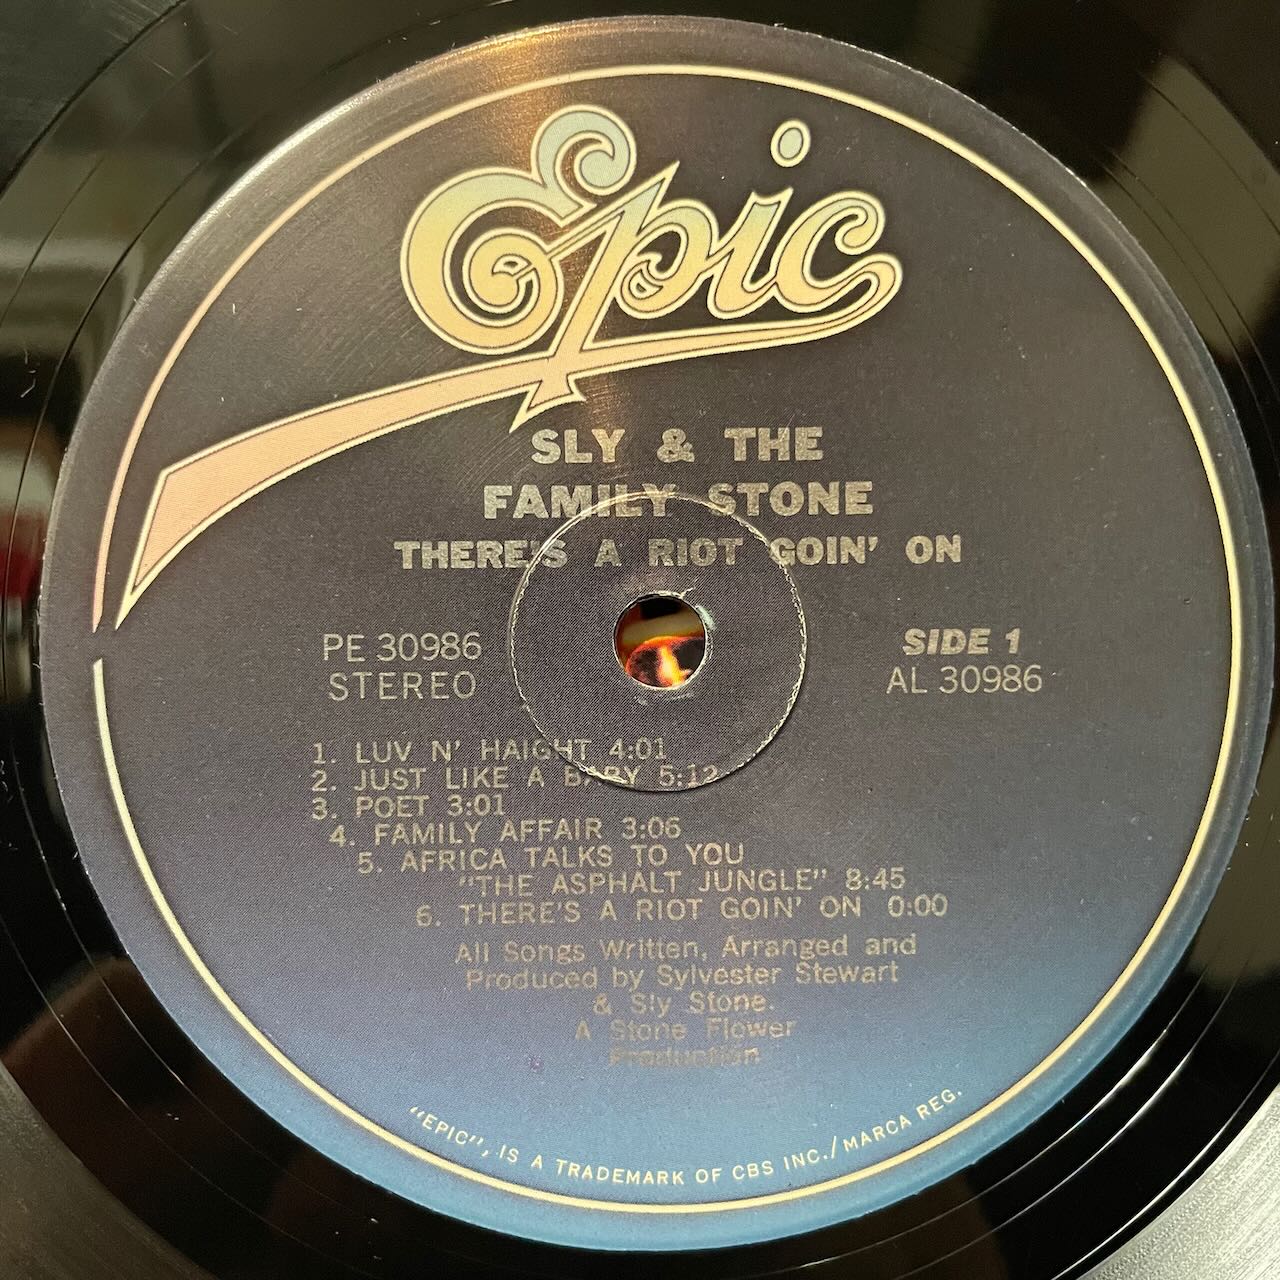 Epic
SLY & THE
FAMILY STONE
THERE'S A RIOT GOIN' ON
PE 30986
STEREO
SIDE 1
AL 30986
1. LUV N' HAIGHT 4:01
2. JUST LIKE A BABY 5:12
3. POET 3:01
4. FAMILY AFFAIR 3:06
5. AFRICA TALKS TO YOU
"THE ASPHALT JUNGLE" 8:45
6. THERE'S A RIOT GOIN' ON 0:00
All Songs Written, Arranged and
Produced by Sylvester Stewart
& Sly Stone.
A Stone Flower
Production
"EPIC", IS A TRADEMARK OF CBS INC./MARCA REG.